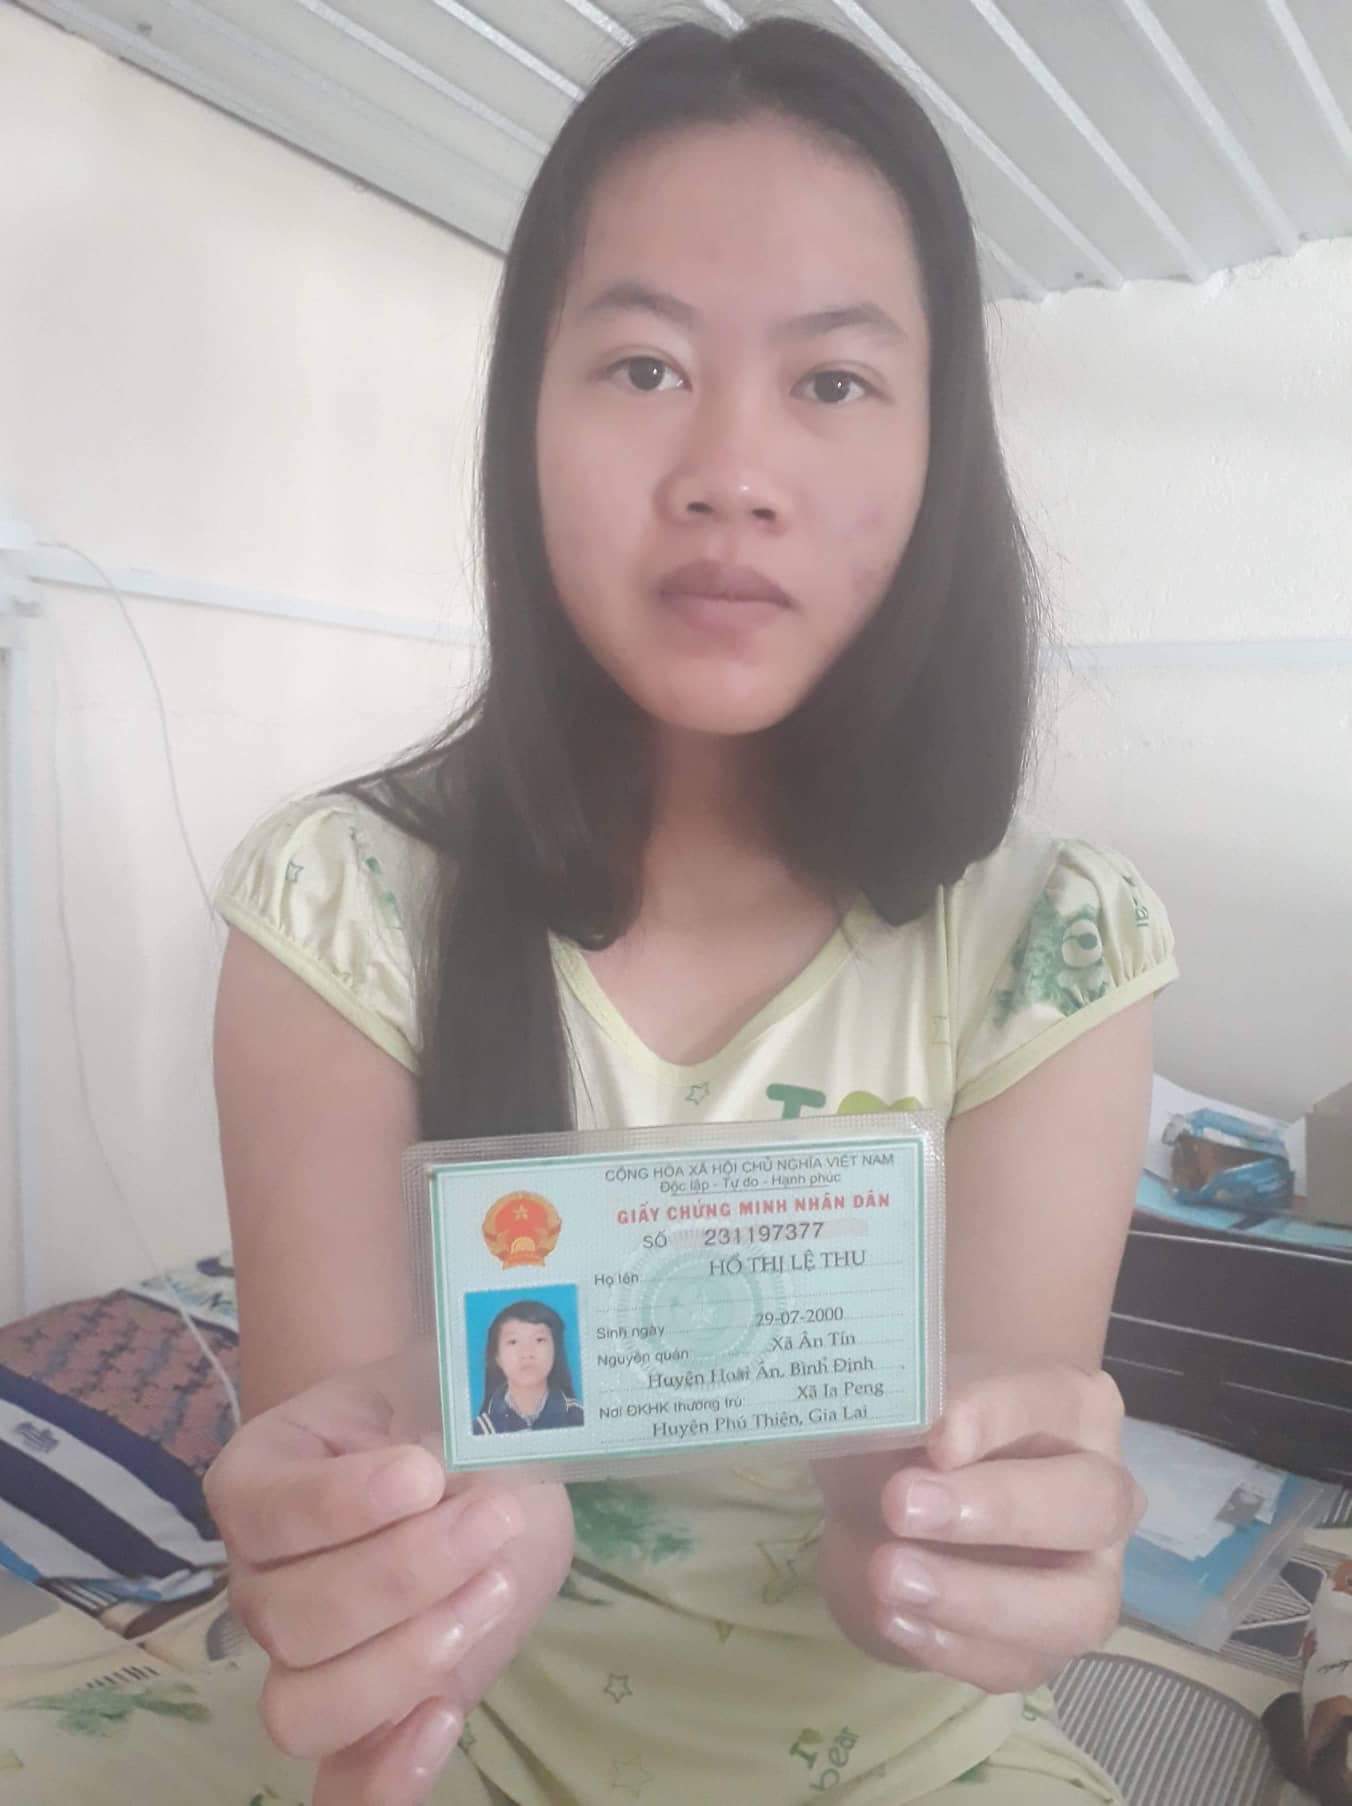 I
CỘNG HÒA XÃ HỘI CHỦ NGHĨA VIỆT NAM
Độc lập - Tự do - Hạnh phúc
GIẤY CHỨNG MINH NHÂN DÂN
SỐ 231197377
Họ tên HỒ THỊ LỆ THU
Sinh ngày 29-07-2000
Nguyên quán Xã Ân Tín
Huyện Hoài Ân, Bình Định
Nơi ĐKHK thường trú Xã Ia Peng
Huyện Phú Thiện, Gia Lai
I
bear